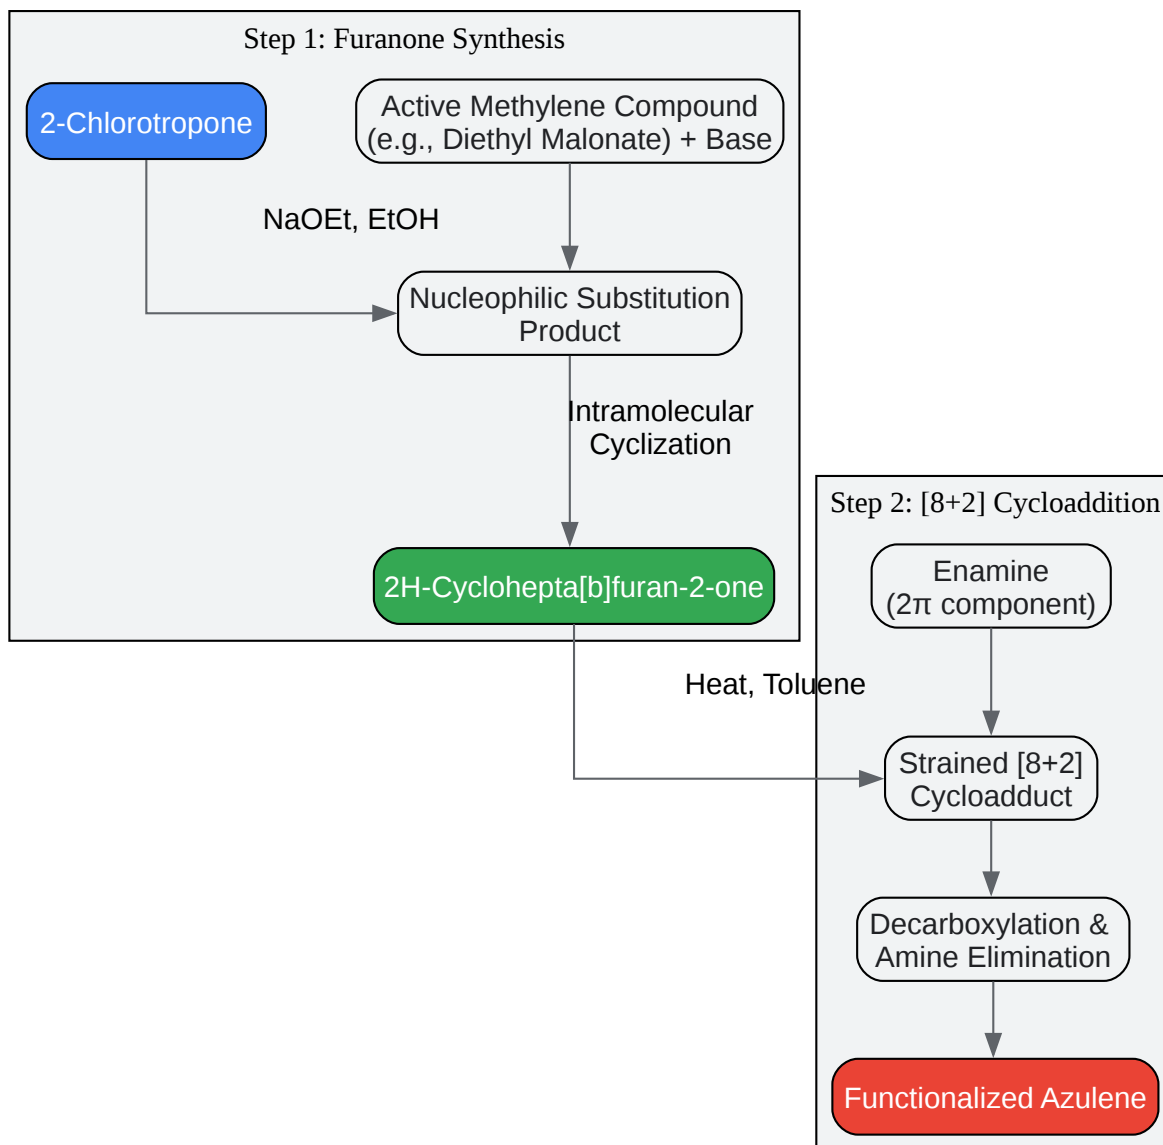 Step 1: Furanone Synthesis
2-Chlorotropone
Active Methylene Compound
(e.g., Diethyl Malonate) + Base
NaOEt, EtOH
Nucleophilic Substitution
Product
Intramolecular
Cyclization
2H-Cyclohepta[b]furan-2-one
Step 2: [8+2] Cycloaddition
Enamine
(2π component)
Heat, Toluene
Strained [8+2]
Cycloadduct
Decarboxylation &
Amine Elimination
Functionalized Azulene